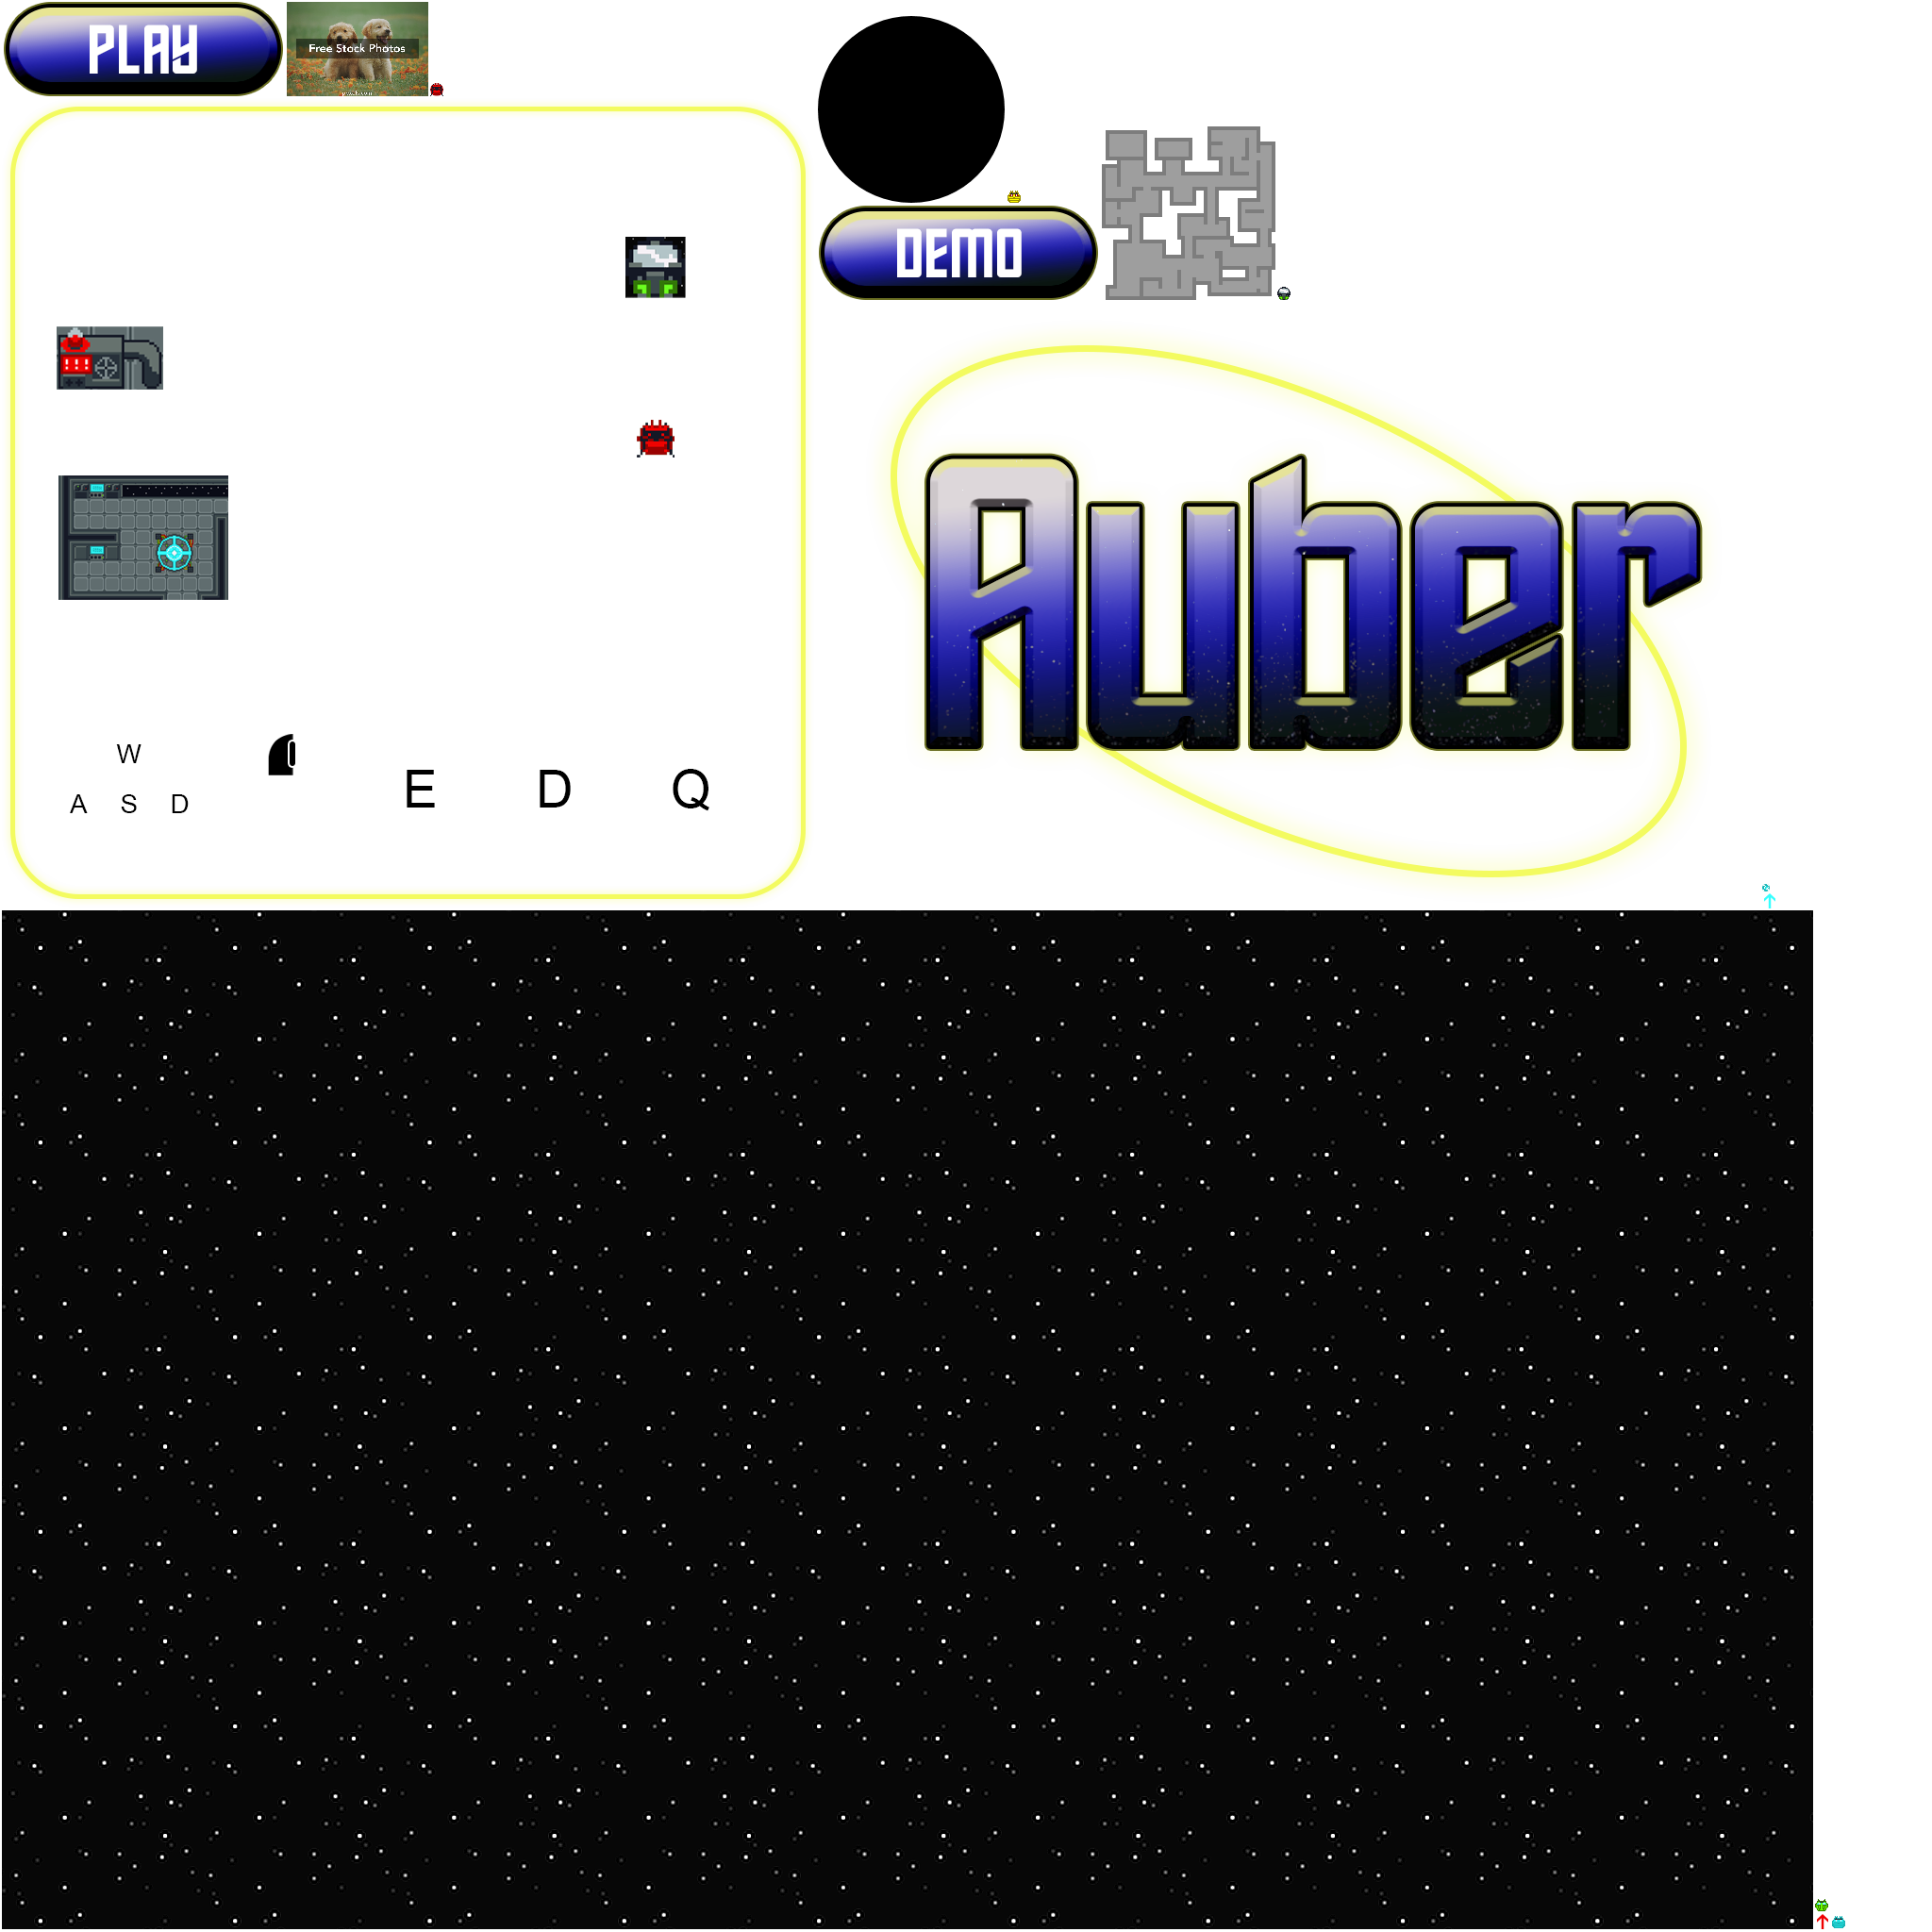 PLAY
Free Stock Photos
DEMO
Auber
W
A S D
E D Q